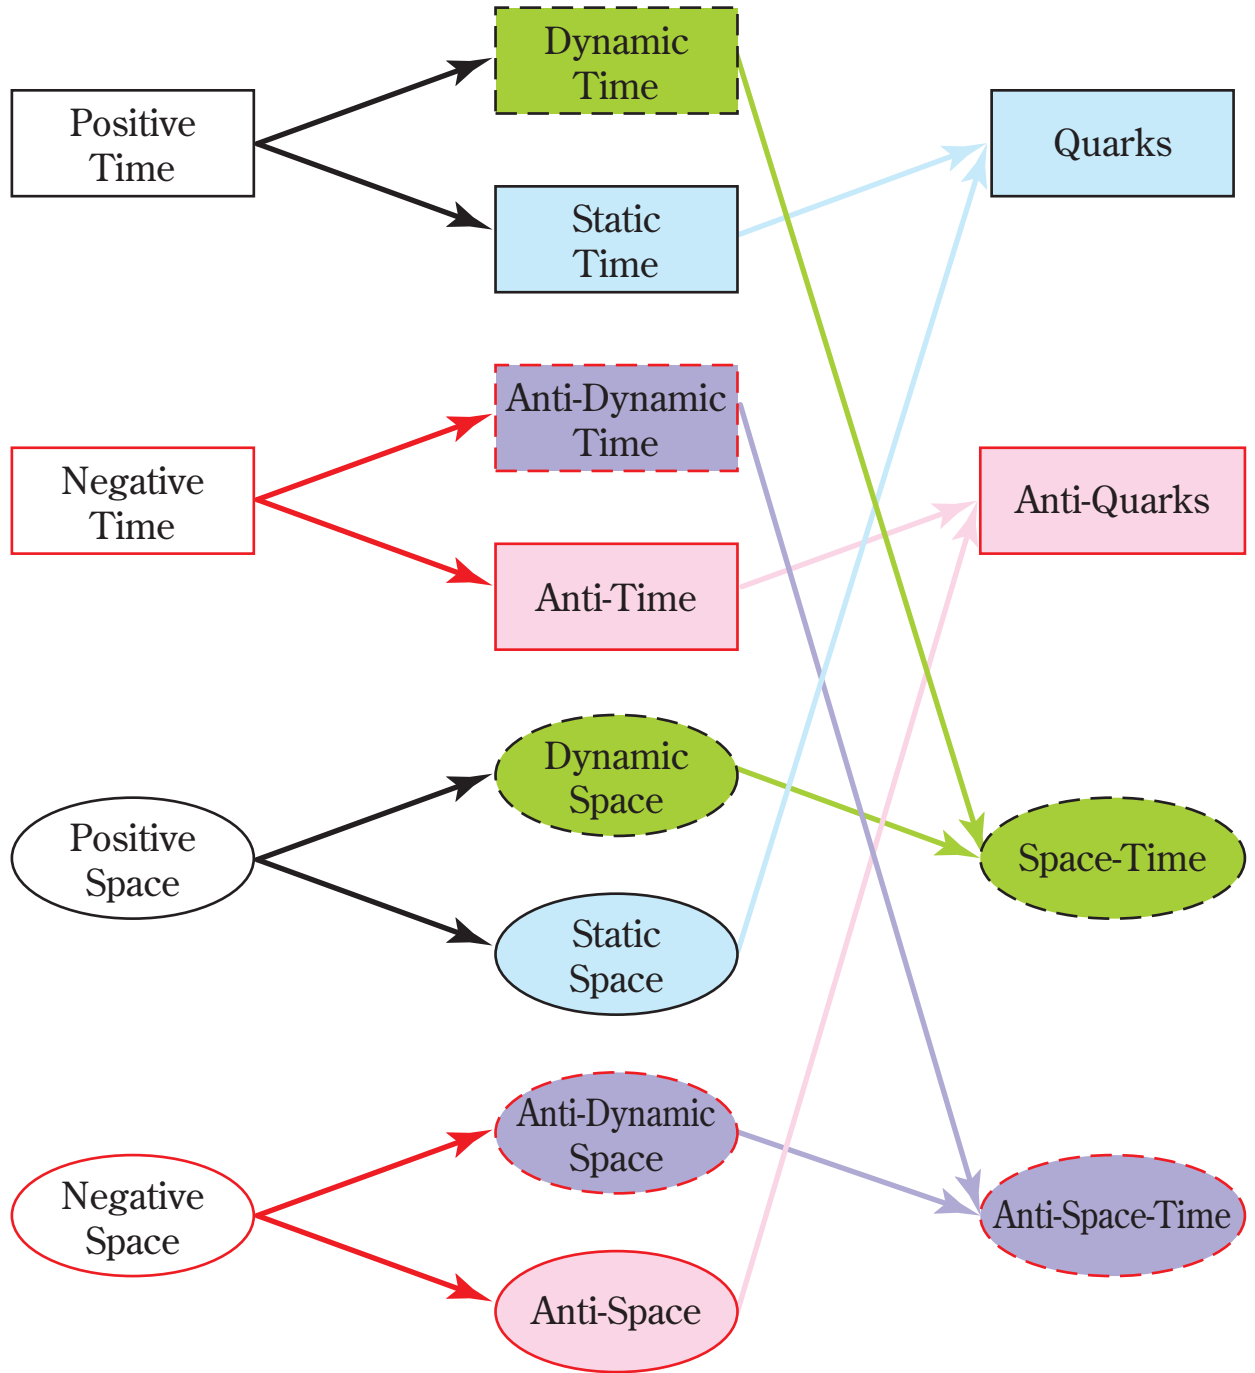 Positive
Time
Dynamic
Time
Static
Time
Quarks
Negative
Time
Anti-Dynamic
Time
Anti-Time
Anti-Quarks
Positive
Space
Dynamic
Space
Static
Space
Space-Time
Negative
Space
Anti-Dynamic
Space
Anti-Space
Anti-Space-Time